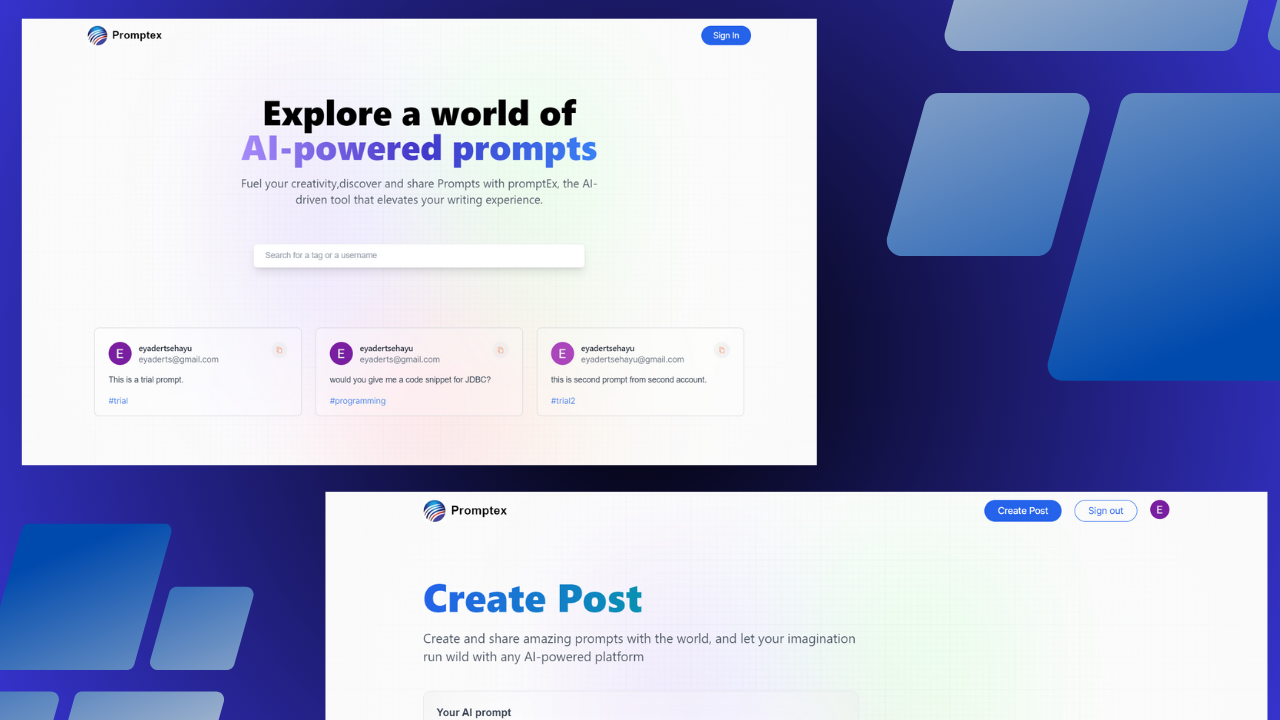 Promptex
Sign In
Explore a world of
AI-powered prompts
Fuel your creativity,discover and share Prompts with promptEx, the AI-
driven tool that elevates your writing experience.
Search for a tag or a username
E
eyadertsehayu
eyaderts@gmail.com
This is a trial prompt.
#trial
E
eyadertsehayu
eyaderts@gmail.com
would you give me a code snippet for JDBC?
#programming
E
eyadertsehayu
eyadertsehayu@gmail.com
this is second prompt from second account.
#trial2
Promptex
Create Post
Sign out
E
Create Post
Create and share amazing prompts with the world, and let your imagination
run wild with any AI-powered platform
Your AI prompt